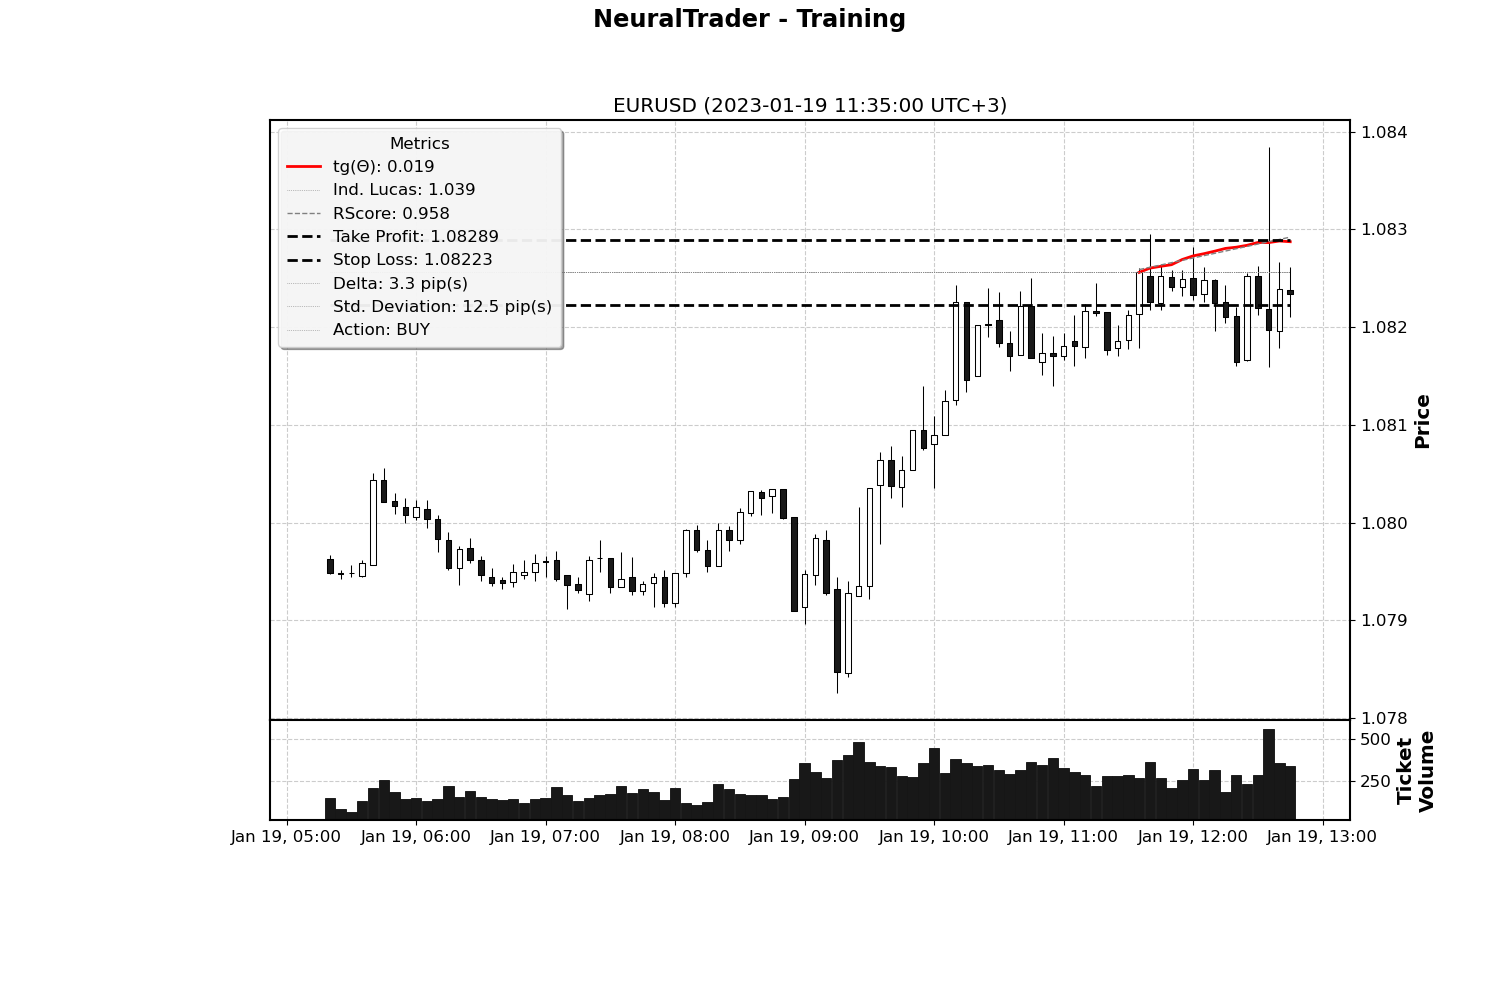 NeuralTrader - Training
EURUSD (2023-01-19 11:35:00 UTC+3)
Metrics
tg(Θ): 0.019
Ind. Lucas: 1.039
RScore: 0.958
Take Profit: 1.08289
Stop Loss: 1.08223
Delta: 3.3 pip(s)
Std. Deviation: 12.5 pip(s)
Action: BUY
1.084
1.083
1.082
1.081
1.080
1.079
1.078
Price
500
250
Ticket
Volume
Jan 19, 05:00 Jan 19, 06:00 Jan 19, 07:00 Jan 19, 08:00 Jan 19, 09:00 Jan 19, 10:00 Jan 19, 11:00 Jan 19, 12:00 Jan 19, 13:00